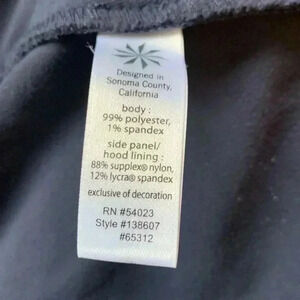 Designed in
Sonoma County,
California
body :
99% polyester,
1% spandex
side panel/
hood lining :
88% supplex® nylon,
12% lycra® spandex
exclusive of decoration
RN #54023
Style #138607
#65312